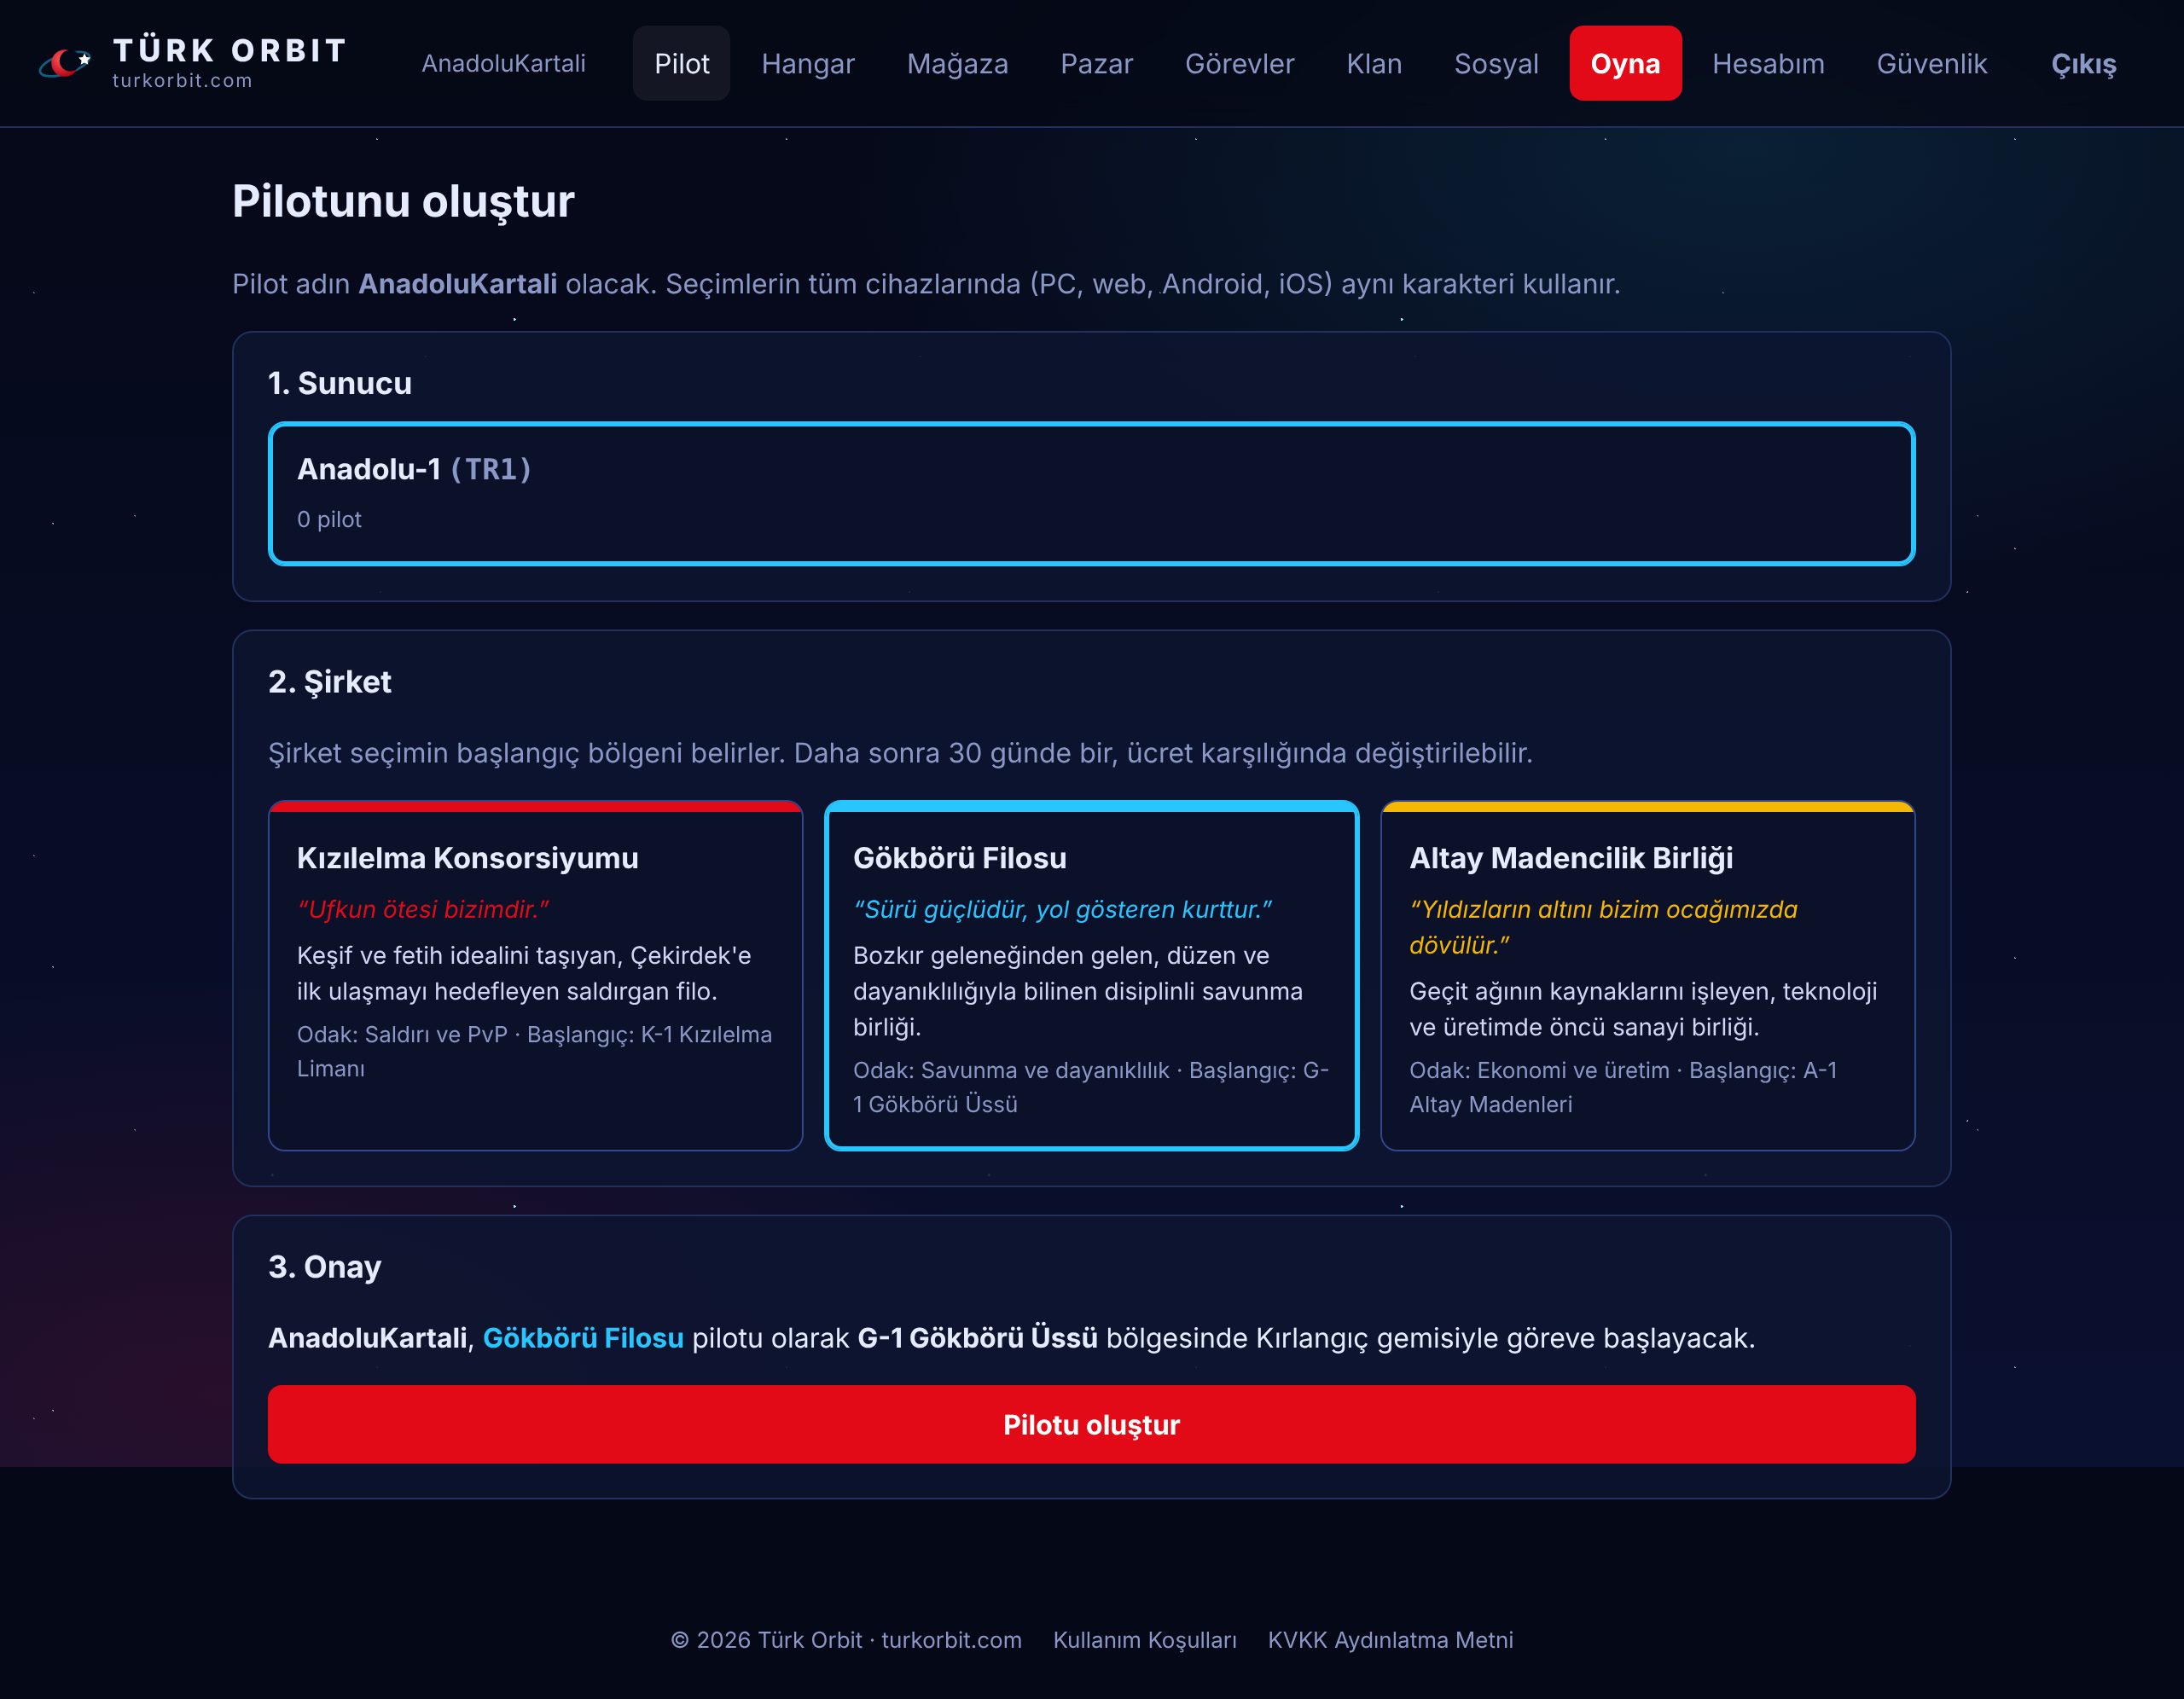 TÜRK ORBIT
turkorbit.com
AnadoluKartali
Pilot
Hangar
Mağaza
Pazar
Görevler
Klan
Sosyal
Oyna
Hesabım
Güvenlik
Çıkış
Pilotunu oluştur
Pilot adın AnadoluKartali olacak. Seçimlerin tüm cihazlarında (PC, web, Android, iOS) aynı karakteri kullanır.
1. Sunucu
Anadolu-1 (TR1)
0 pilot
2. Şirket
Şirket seçimin başlangıç bölgeni belirler. Daha sonra 30 günde bir, ücret karşılığında değiştirilebilir.
Kızılelma Konsorsiyumu
“Ufkun ötesi bizimdir.”
Keşif ve fetih idealini taşıyan, Çekirdek'e
ilk ulaşmayı hedefleyen saldırgan filo.
Odak: Saldırı ve PvP · Başlangıç: K-1 Kızılelma
Limanı
Gökbörü Filosu
“Sürü güçlüdür, yol gösteren kurttur.”
Bozkır geleneğinden gelen, düzen ve
dayanıklılığıyla bilinen disiplinli savunma
birliği.
Odak: Savunma ve dayanıklılık · Başlangıç: G-
1 Gökbörü Üssü
Altay Madencilik Birliği
“Yıldızların altını bizim ocağımızda
dövülür.”
Geçit ağının kaynaklarını işleyen, teknoloji
ve üretimde öncü sanayi birliği.
Odak: Ekonomi ve üretim · Başlangıç: A-1
Altay Madenleri
3. Onay
AnadoluKartali, Gökbörü Filosu pilotu olarak G-1 Gökbörü Üssü bölgesinde Kırlangıç gemisiyle göreve başlayacak.
Pilotu oluştur
© 2026 Türk Orbit · turkorbit.com
Kullanım Koşulları
KVKK Aydınlatma Metni